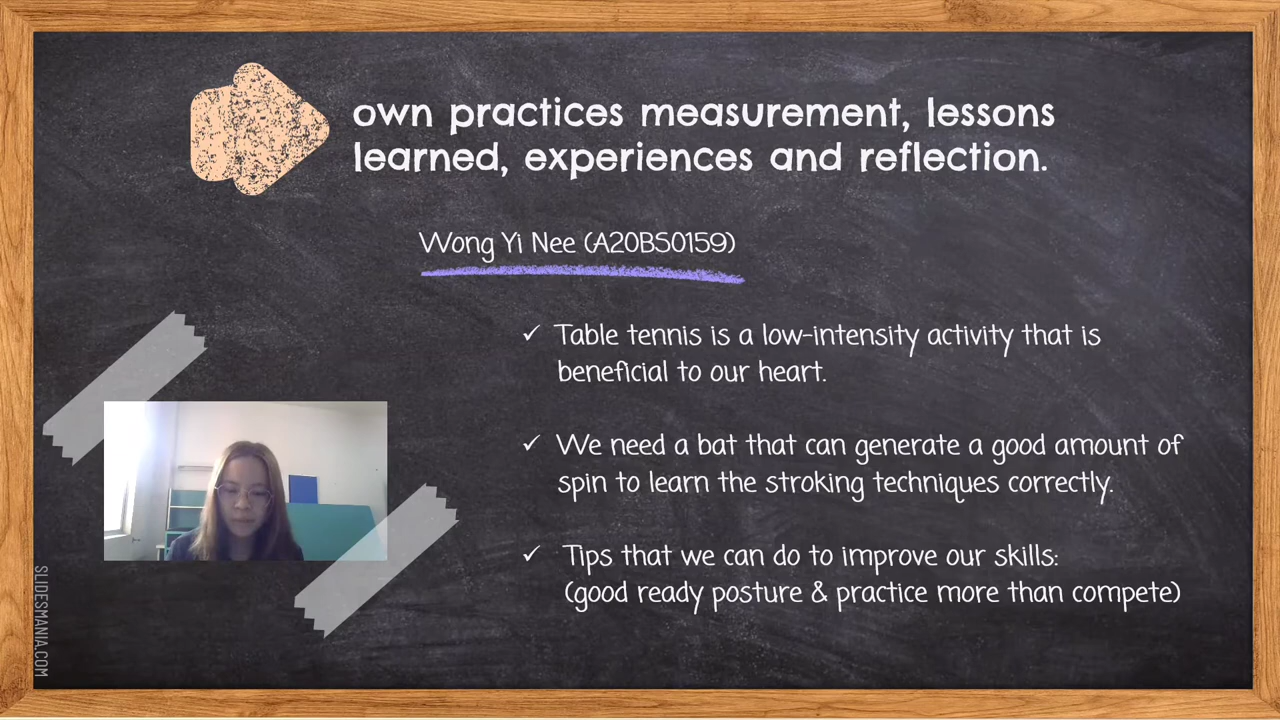 own practices measurement, lessons
learned, experiences and reflection.
Wong Yi Nee (A20BS0159)
✓ Table tennis is a low-intensity activity that is
beneficial to our heart.
✓ We need a bat that can generate a good amount of
spin to learn the stroking techniques correctly.
✓ Tips that we can do to improve our skills:
(good ready posture & practice more than compete)
SLIDESMANIA.COM